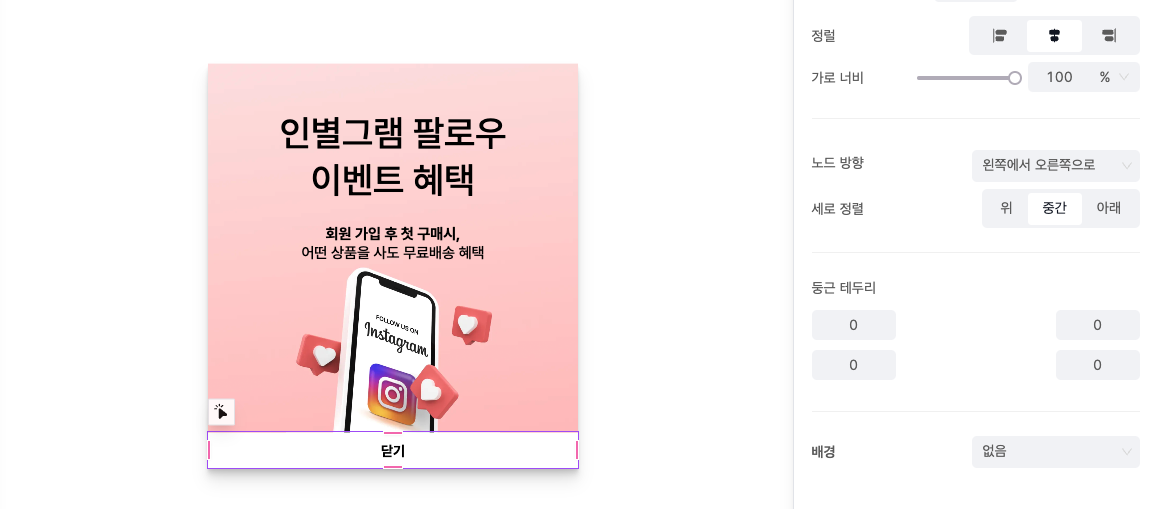 인별그램 팔로우
이벤트 혜택
회원 가입 후 첫 구매시,
어떤 상품을 사도 무료배송 혜택
FOLLOW US ON
Instagram
닫기
정렬
가로 너비
100
%
노드 방향
왼쪽에서 오른쪽으로
세로 정렬
위
중간
아래
둥근 테두리
0
0
0
0
배경
없음